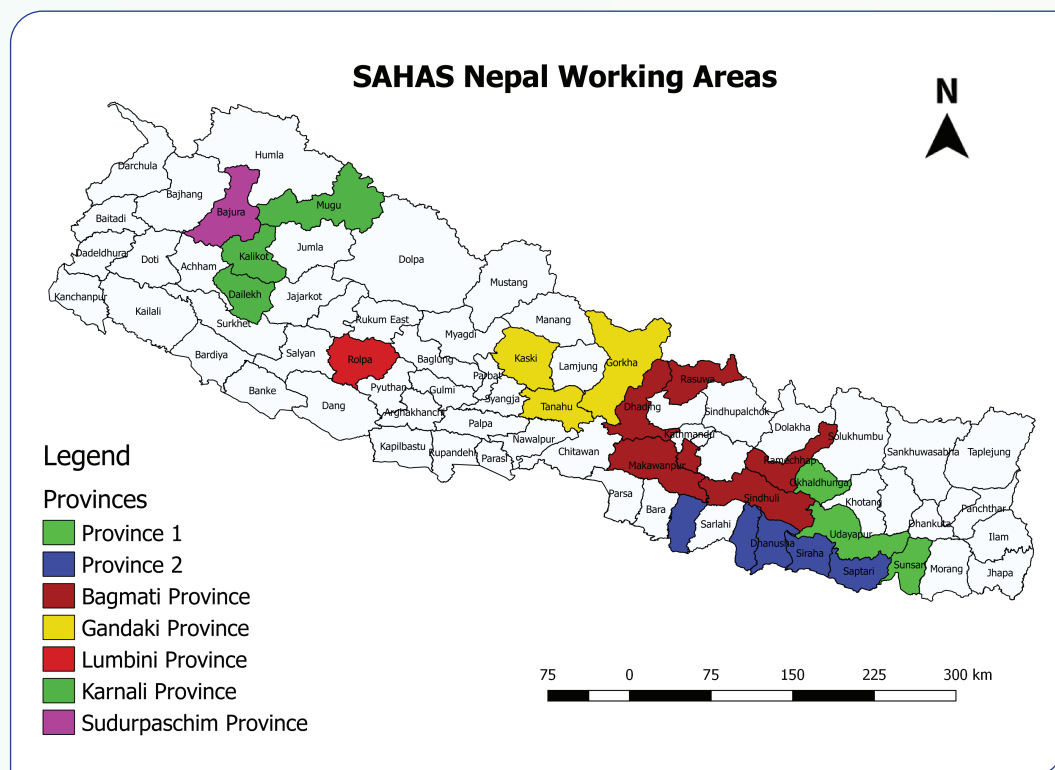 SAHAS Nepal Working Areas
N
Humla
Darchula
Bajhang
Mugu
Bajura
Baitadi
Jumla
Dadeldhura
Doti
Kalikot
Dolpa
Achham
Mustang
Kanchanpur
Dailekh
Jajarkot
Kailali
Surkhet
Rukum East
Manang
Myagdi
Bardiya
Salyan
Rolpa
Baglung
Kaski
Lamjung
Gorkha
Parbat
Rasuwa
Banke
Pyuthan
Gulmi
Syangja
Dang
Tanahu
Dhading
Sindhupalchok
Arghakhanchi
Palpa
Dolakha
Kathmandu
Solukhumbu
Kapilbastu
Rupandehi
Parasi
Nawalpur
Chitawan
Sankhuwasabha
Taplejung
Makawanpur
Ramechhap
Okhaldhunga
Parsa
Sindhuli
Khotang
Bara
Panchthar
Sarlahi
Dhankuta
Udayapur
Ilam
Dhanusha
Siraha
Saptari
Sunsari
Morang
Jhapa
Legend
Provinces
Province 1
Province 2
Bagmati Province
Gandaki Province
Lumbini Province
Karnali Province
Sudurpaschim Province
75 0 75 150 225 300 km